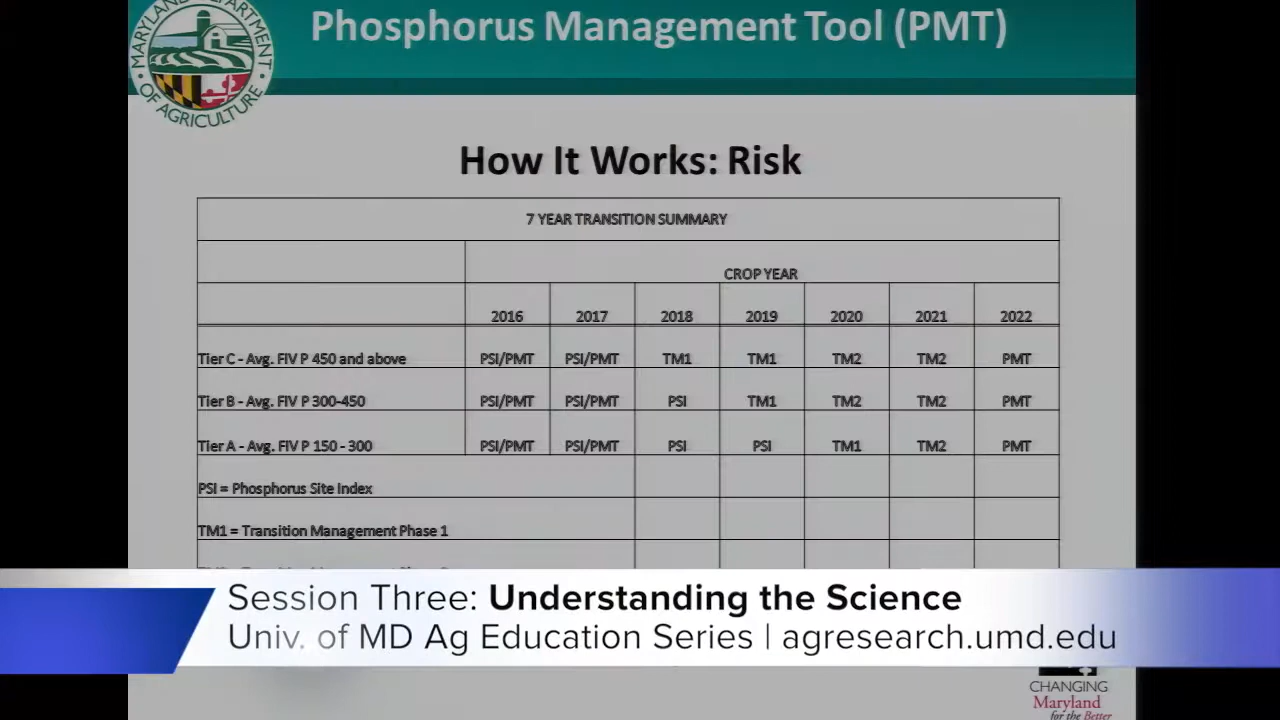 MARYLAND DEPARTMENT
OF AGRICULTURE
Phosphorus Management Tool (PMT)
How It Works: Risk
7 YEAR TRANSITION SUMMARY
CROP YEAR
2016 2017 2018 2019 2020 2021 2022
Tier C - Avg. FIV P 450 and above PSI/PMT PSI/PMT TM1 TM1 TM2 TM2 PMT
Tier B - Avg. FIV P 300-450 PSI/PMT PSI/PMT PSI TM1 TM2 TM2 PMT
Tier A - Avg. FIV P 150 - 300 PSI/PMT PSI/PMT PSI PSI TM1 TM2 PMT
PSI = Phosphorus Site Index
TM1 = Transition Management Phase 1
Session Three: Understanding the Science
Univ. of MD Ag Education Series | agresearch.umd.edu
CHANGING
Maryland
for the Better